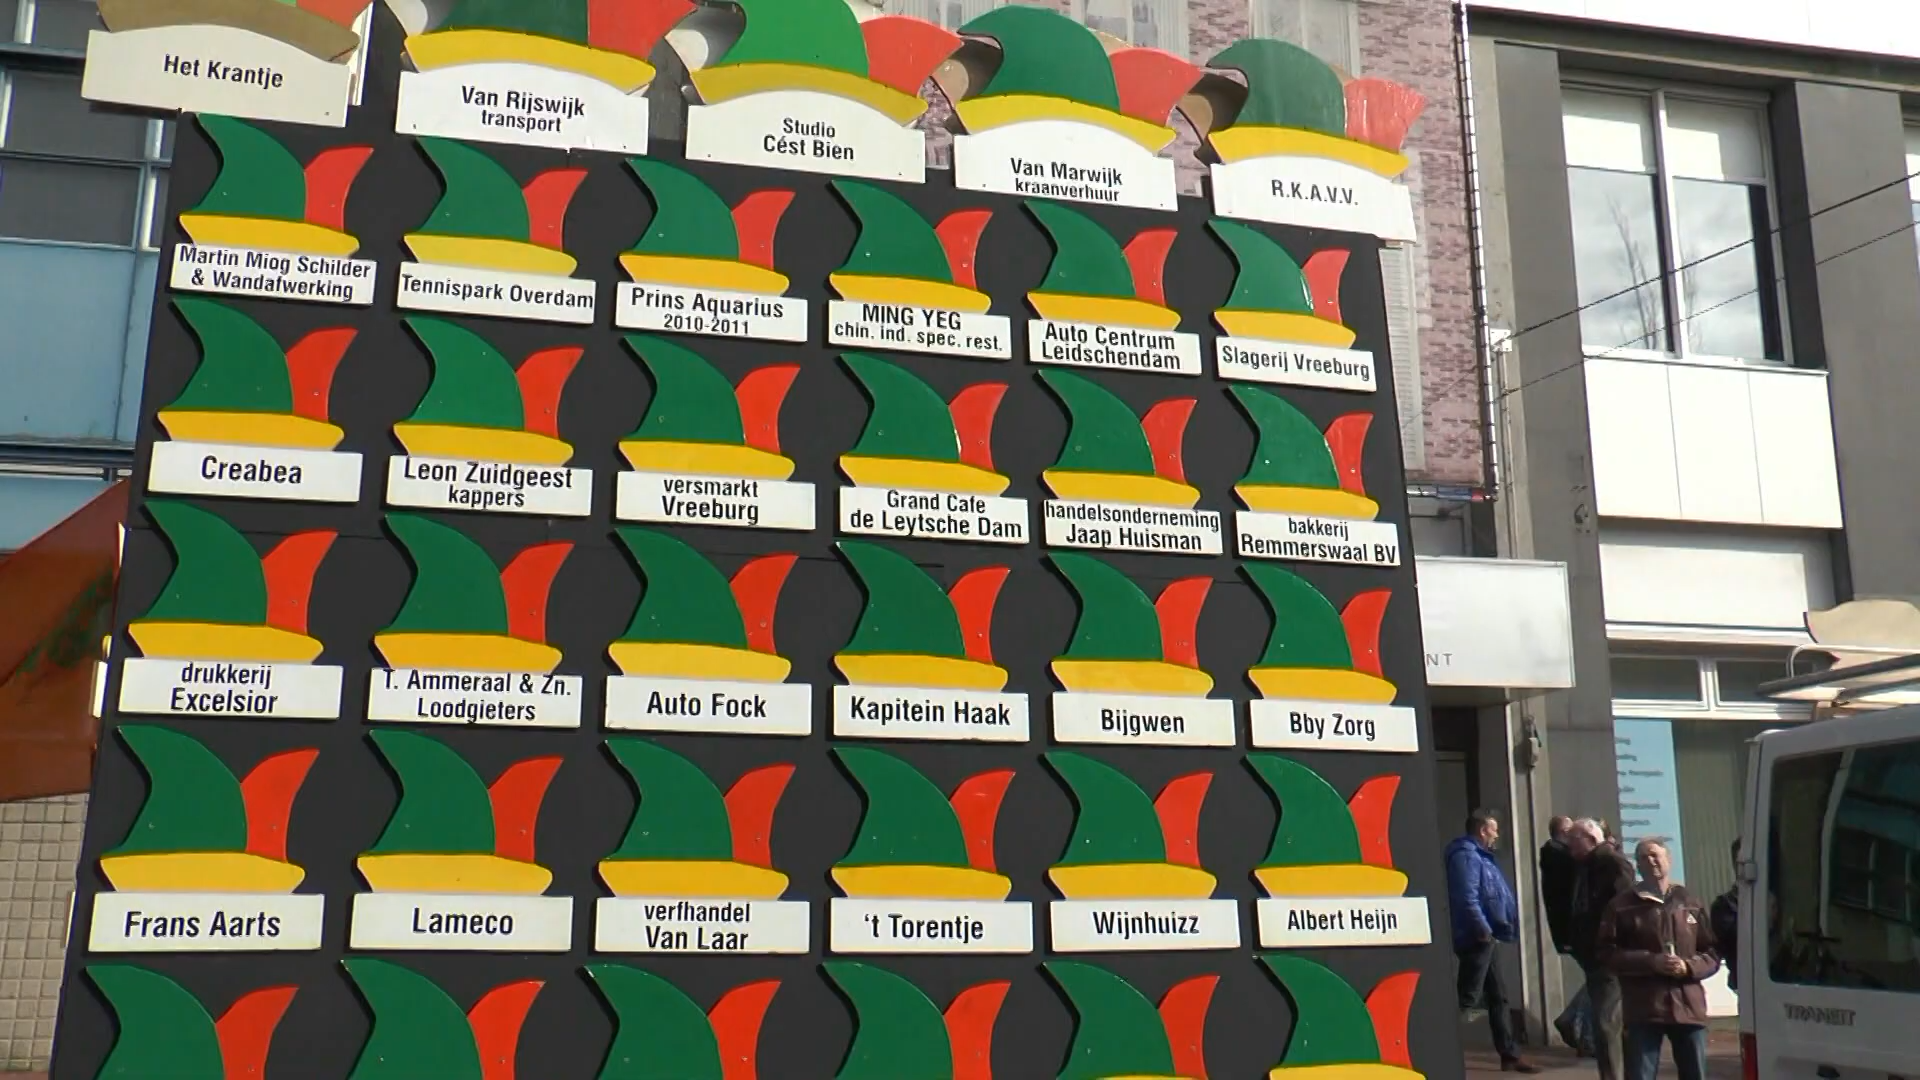 Het Krantje
Van Rijswijk
transport
Studio
Cést Bien
Van Marwijk
kraanverhuur
R.K.A.V.V.
Martin Miog Schilder
& Wandafwerking
Tennispark Overdam
Prins Aquarius
2010-2011
MING YEG
chin. ind. spec. rest.
Auto Centrum
Leidschendam
Slagerij Vreeburg
Creabea
Leon Zuidgeest
kappers
versmarkt
Vreeburg
Grand Cafe
de Leytsche Dam
handelsonderneming
Jaap Huisman
bakkerij
Remmerswaal BV
drukkerij
Excelsior
T. Ammeraal & Zn.
Loodgieters
Auto Fock
Kapitein Haak
Bijgwen
Bby Zorg
Frans Aarts
Lameco
verfhandel
Van Laar
‘t Torentje
Wijnhuizz
Albert Heijn
NT
TRANSIT